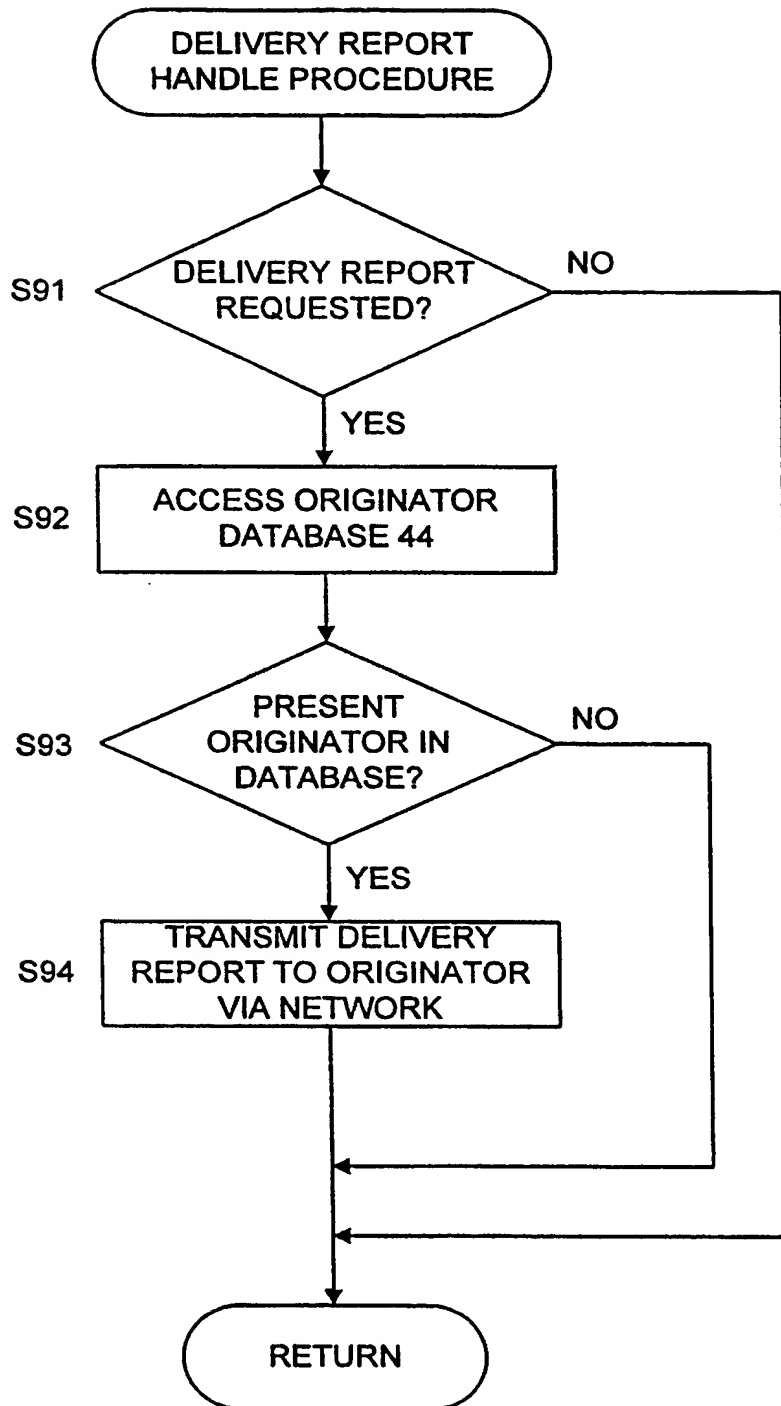 DELIVERY REPORT
HANDLE PROCEDURE
S91
DELIVERY REPORT
REQUESTED?
NO
YES
S92
ACCESS ORIGINATOR
DATABASE 44
S93
PRESENT
ORIGINATOR IN
DATABASE?
NO
YES
S94
TRANSMIT DELIVERY
REPORT TO ORIGINATOR
VIA NETWORK
RETURN